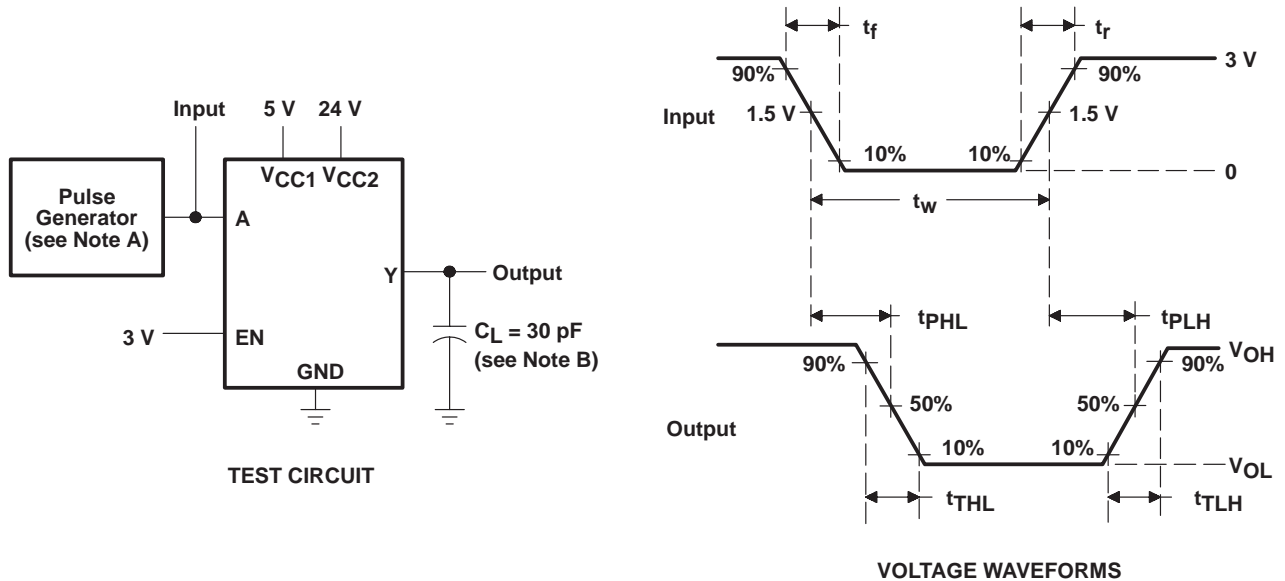 Input
5 V
24 V
Pulse
Generator
(see Note A)
A
VCC1
VCC2
Y
Output
3 V
EN
CL = 30 pF
(see Note B)
GND
TEST CIRCUIT
tf
tr
3 V
90%
90%
Input
1.5 V
1.5 V
10%
10%
0
tw
tPHL
tPLH
VOH
90%
90%
50%
50%
Output
10%
10%
VOL
tTHL
tTLH
VOLTAGE WAVEFORMS